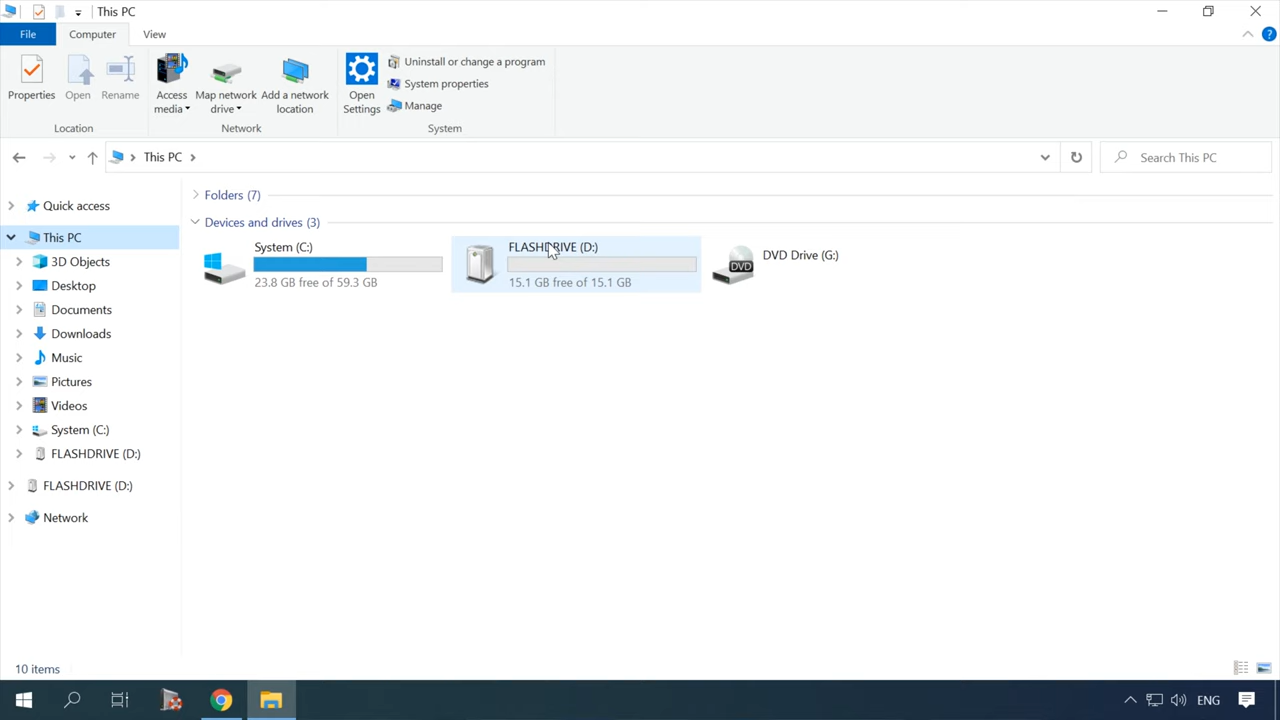 This PC
File Computer View
Properties Open Rename Access media Map network drive Add a network location Open Settings Uninstall or change a program
System properties
Manage
Location Network System
This PC Search This PC
Quick access
This PC
3D Objects
Desktop
Documents
Downloads
Music
Pictures
Videos
System (C:)
FLASHDRIVE (D:)
FLASHDRIVE (D:)
Network
Folders (7)
Devices and drives (3)
System (C:)
23.8 GB free of 59.3 GB
FLASHDRIVE (D:)
15.1 GB free of 15.1 GB
DVD Drive (G:)
DVD
10 items
ENG